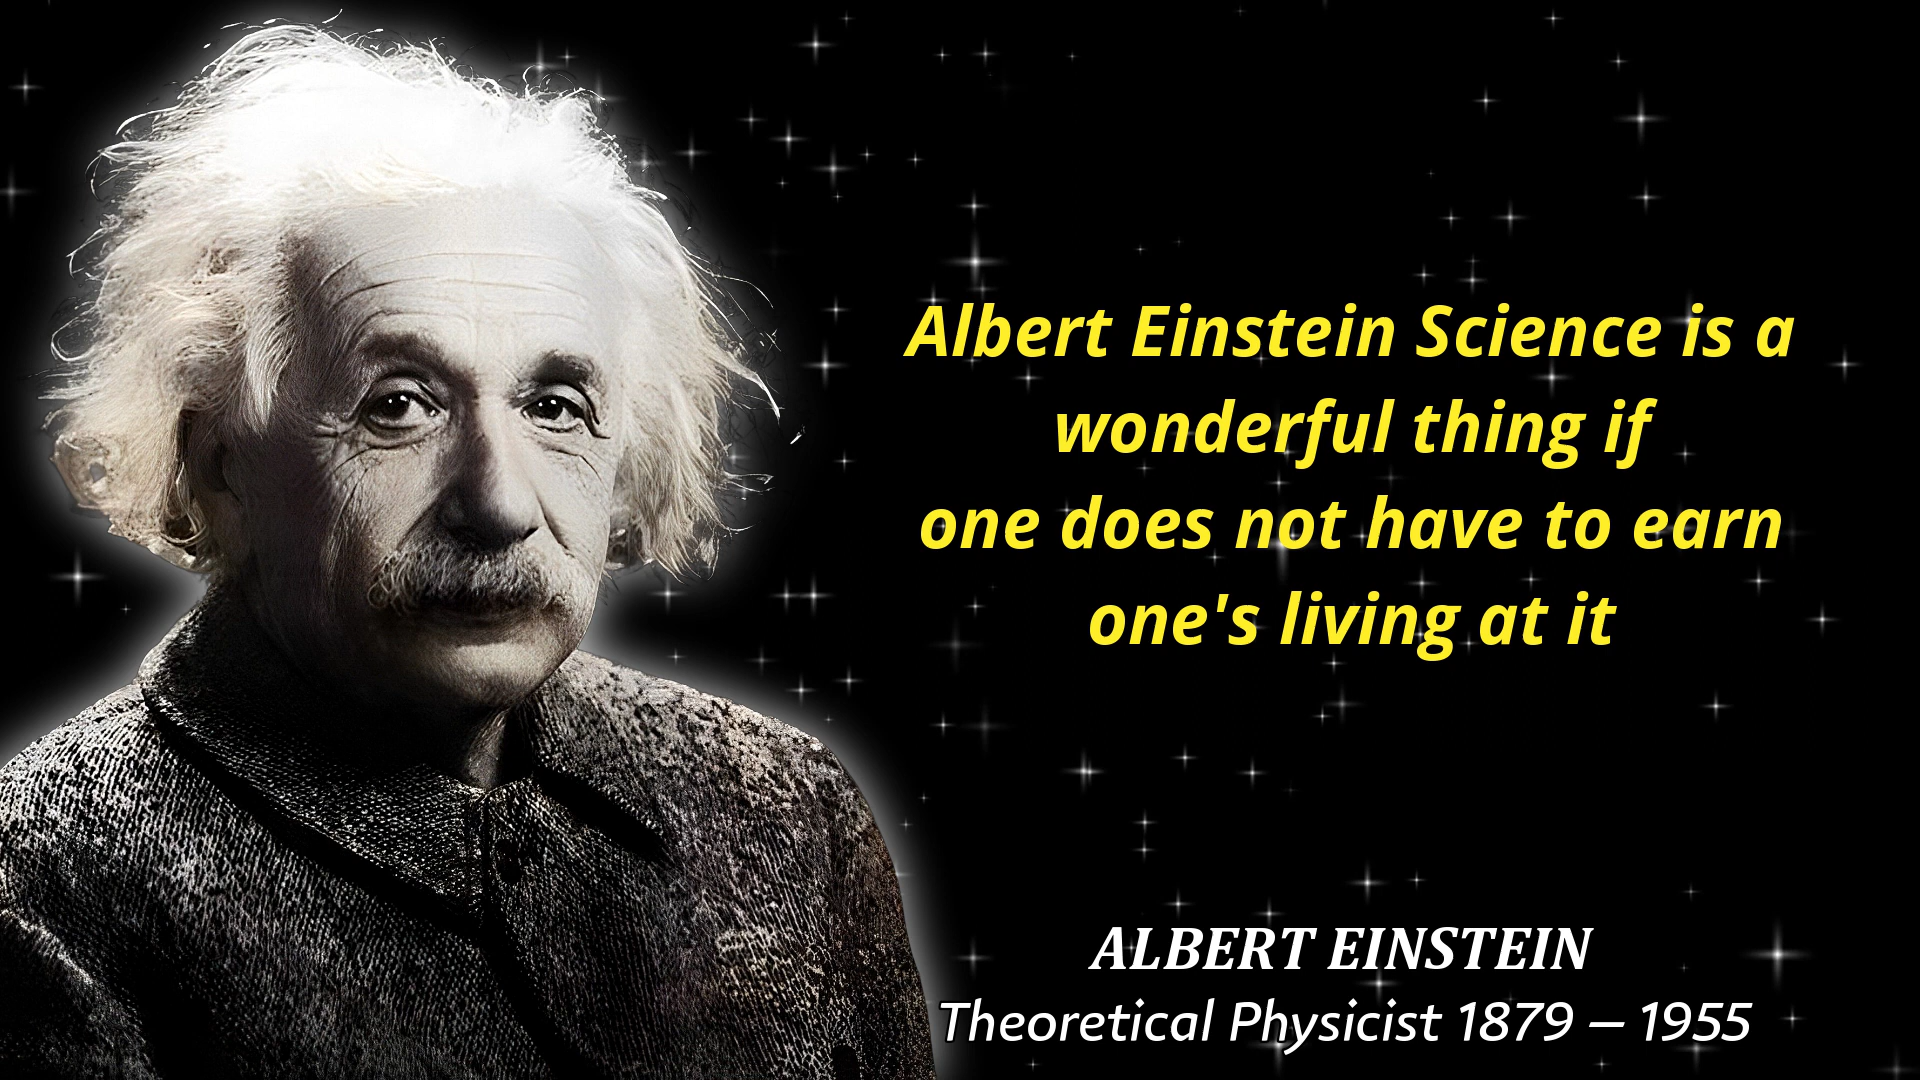 Albert Einstein Science is a
wonderful thing if
one does not have to earn
one's living at it
ALBERT EINSTEIN
Theoretical Physicist 1879 – 1955